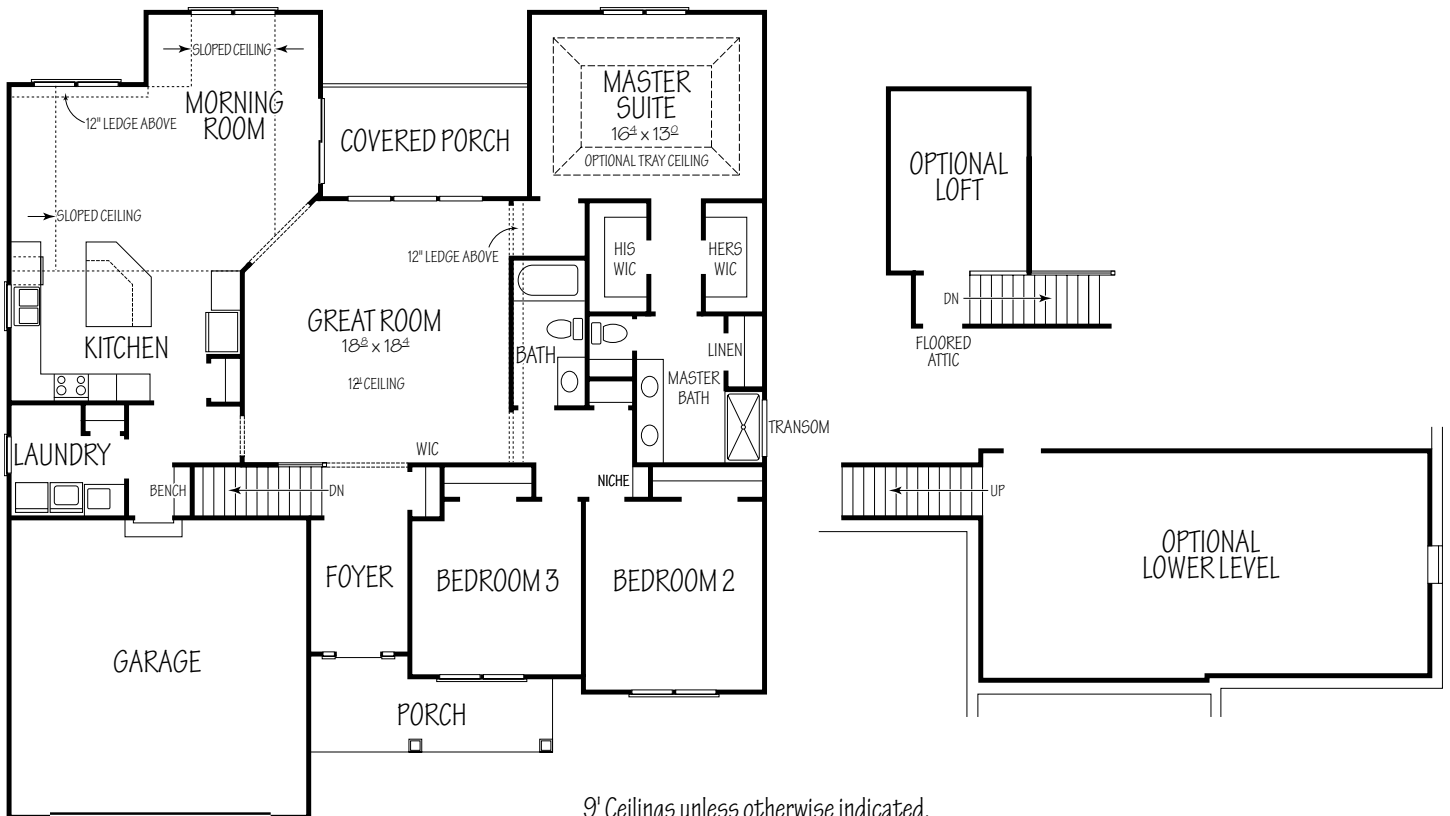 SLOPED CEILING
MORNING
ROOM
12" LEDGE ABOVE
COVERED PORCH
MASTER
SUITE
16⁴ x 13⁰
OPTIONAL TRAY CEILING
OPTIONAL
LOFT
SLOPED CEILING
12" LEDGE ABOVE
HIS
WIC
HERS
WIC
DN
FLOORED
ATTIC
GREAT ROOM
18⁸ x 18⁴
12¹ CEILING
KITCHEN
BATH
LINEN
MASTER
BATH
TRANSOM
LAUNDRY
WIC
BENCH
DN
NICHE
UP
FOYER
BEDROOM 3
BEDROOM 2
OPTIONAL
LOWER LEVEL
GARAGE
PORCH
9' Ceilings unless otherwise indicated.